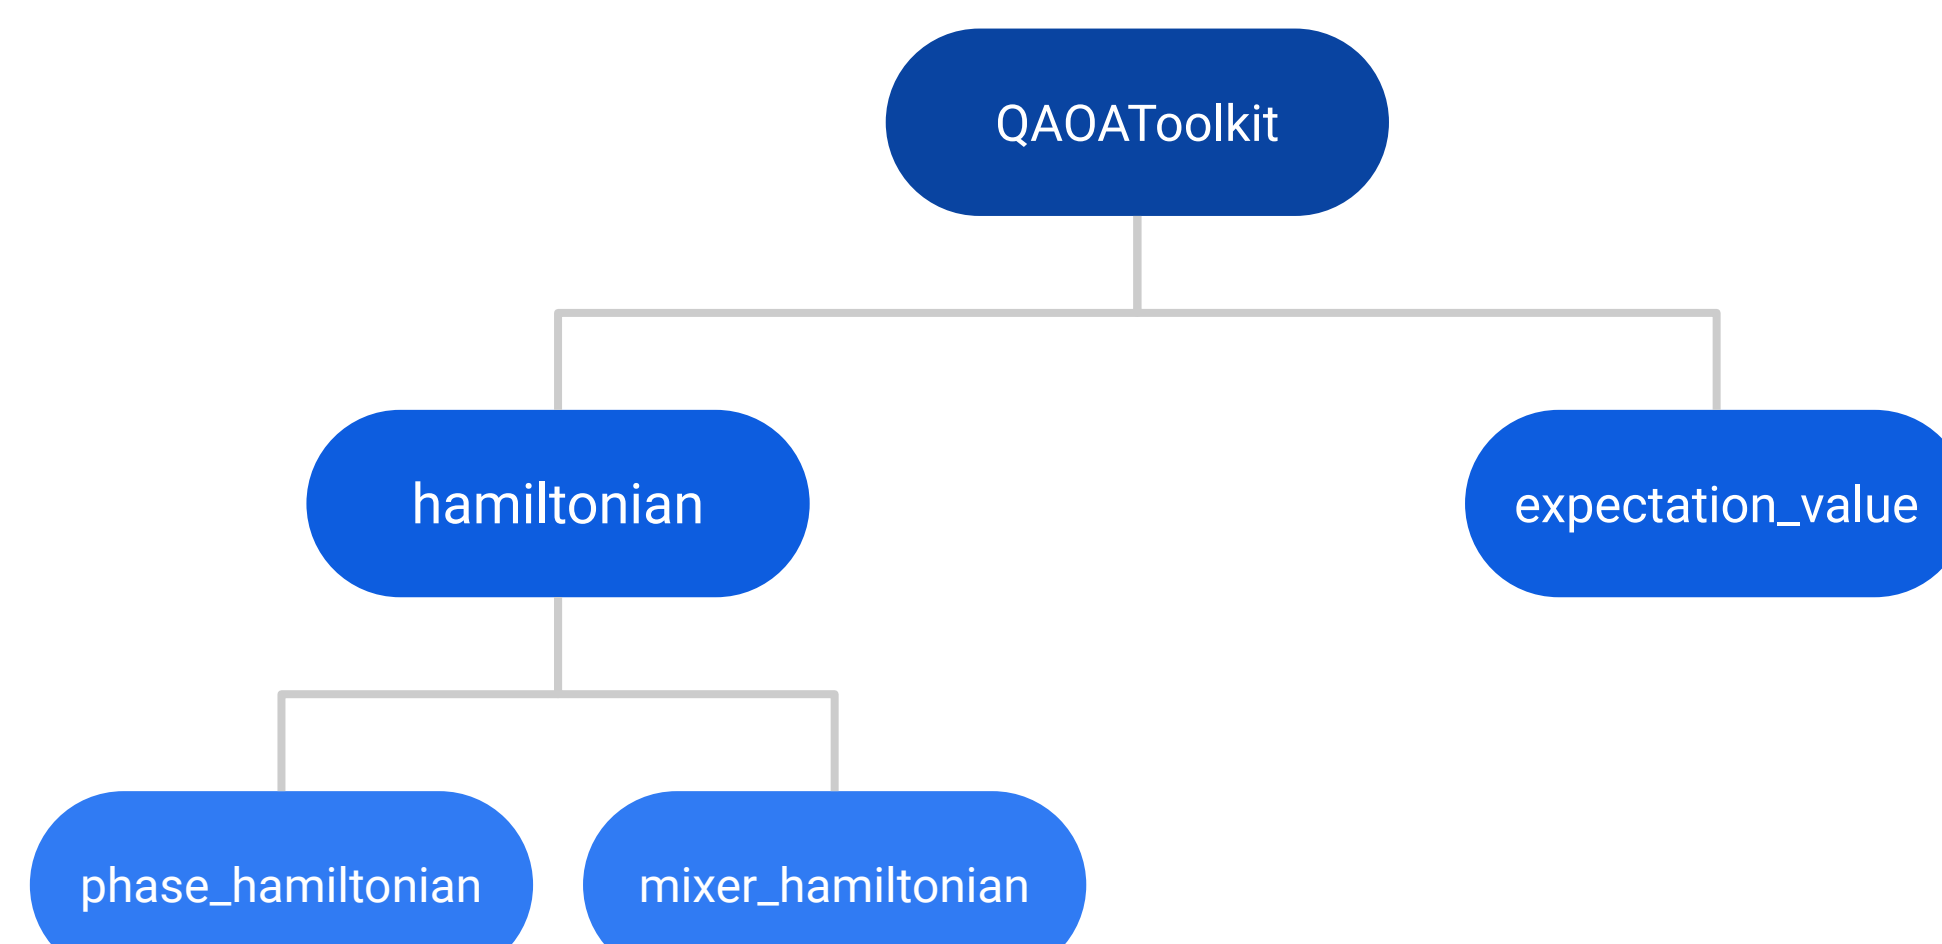 QAOAToolkit
hamiltonian
expectation_value
phase_hamiltonian
mixer_hamiltonian